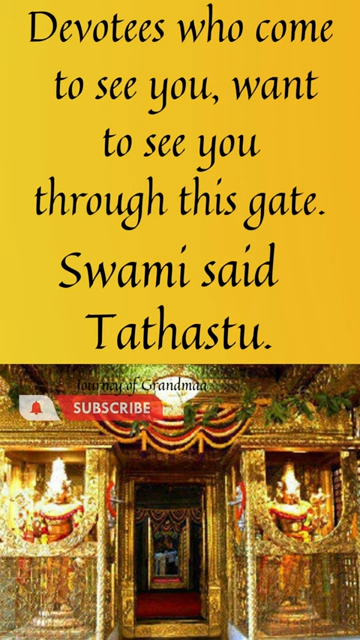 Devotees who come
to see you, want
to see you
through this gate.
Swami said
Tathastu.
Journey of Grandmaa
SUBSCRIBE